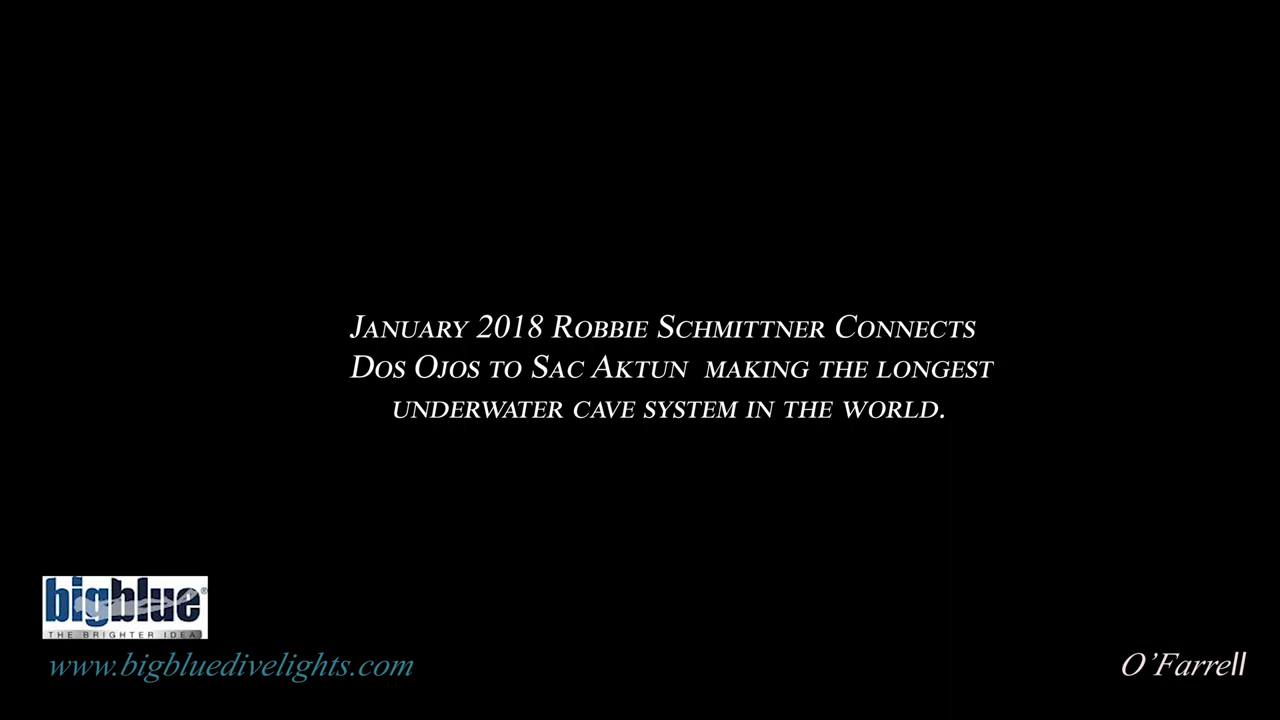 January 2018 Robbie Schmittner Connects
Dos Ojos to Sac Aktun making the longest
underwater cave system in the world.
bigblue®
THE BRIGHTER IDEA
www.bigbluedivelights.com
O’Farrell